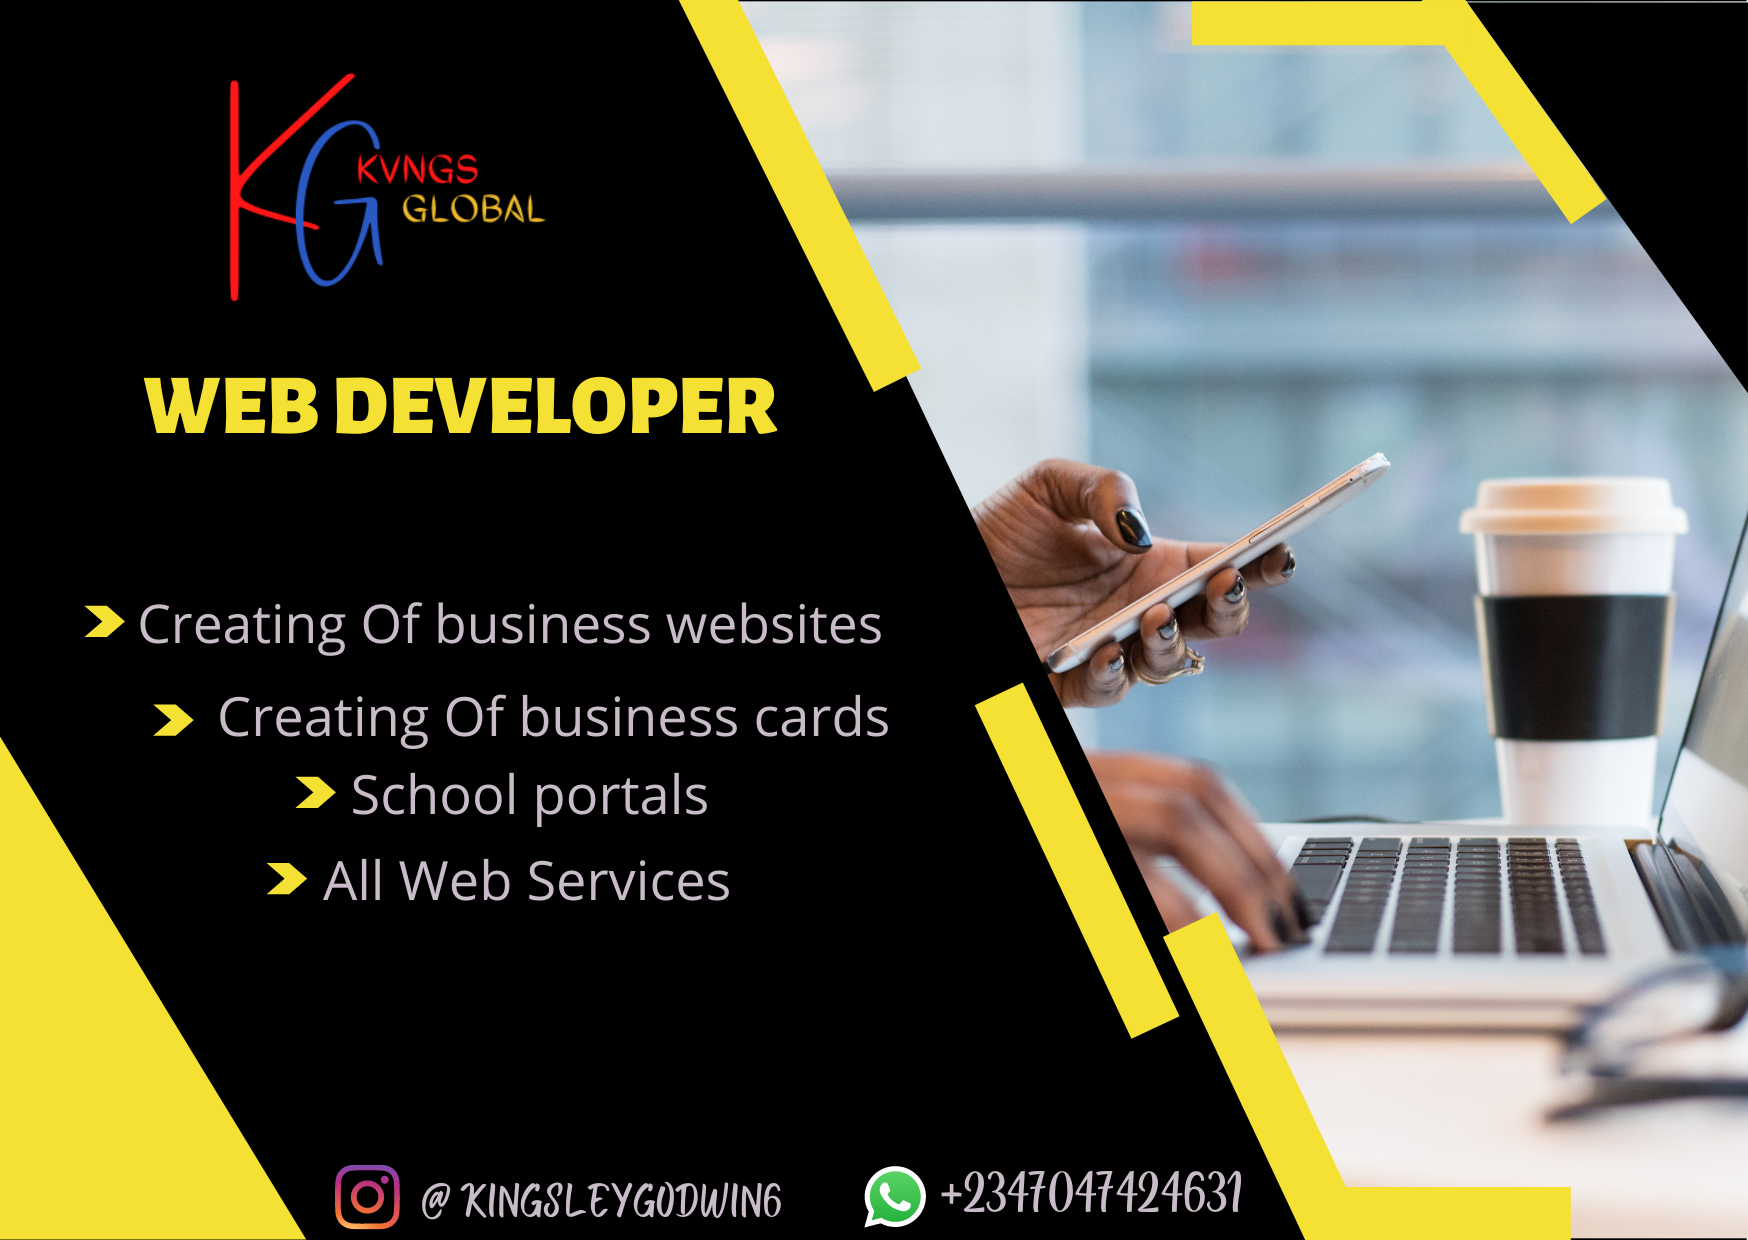 KG
KVNGS
GLOBAL
WEB DEVELOPER
Creating Of business websites
Creating Of business cards
School portals
All Web Services
@ KINGSLEYGODWIN6
+2347047424631